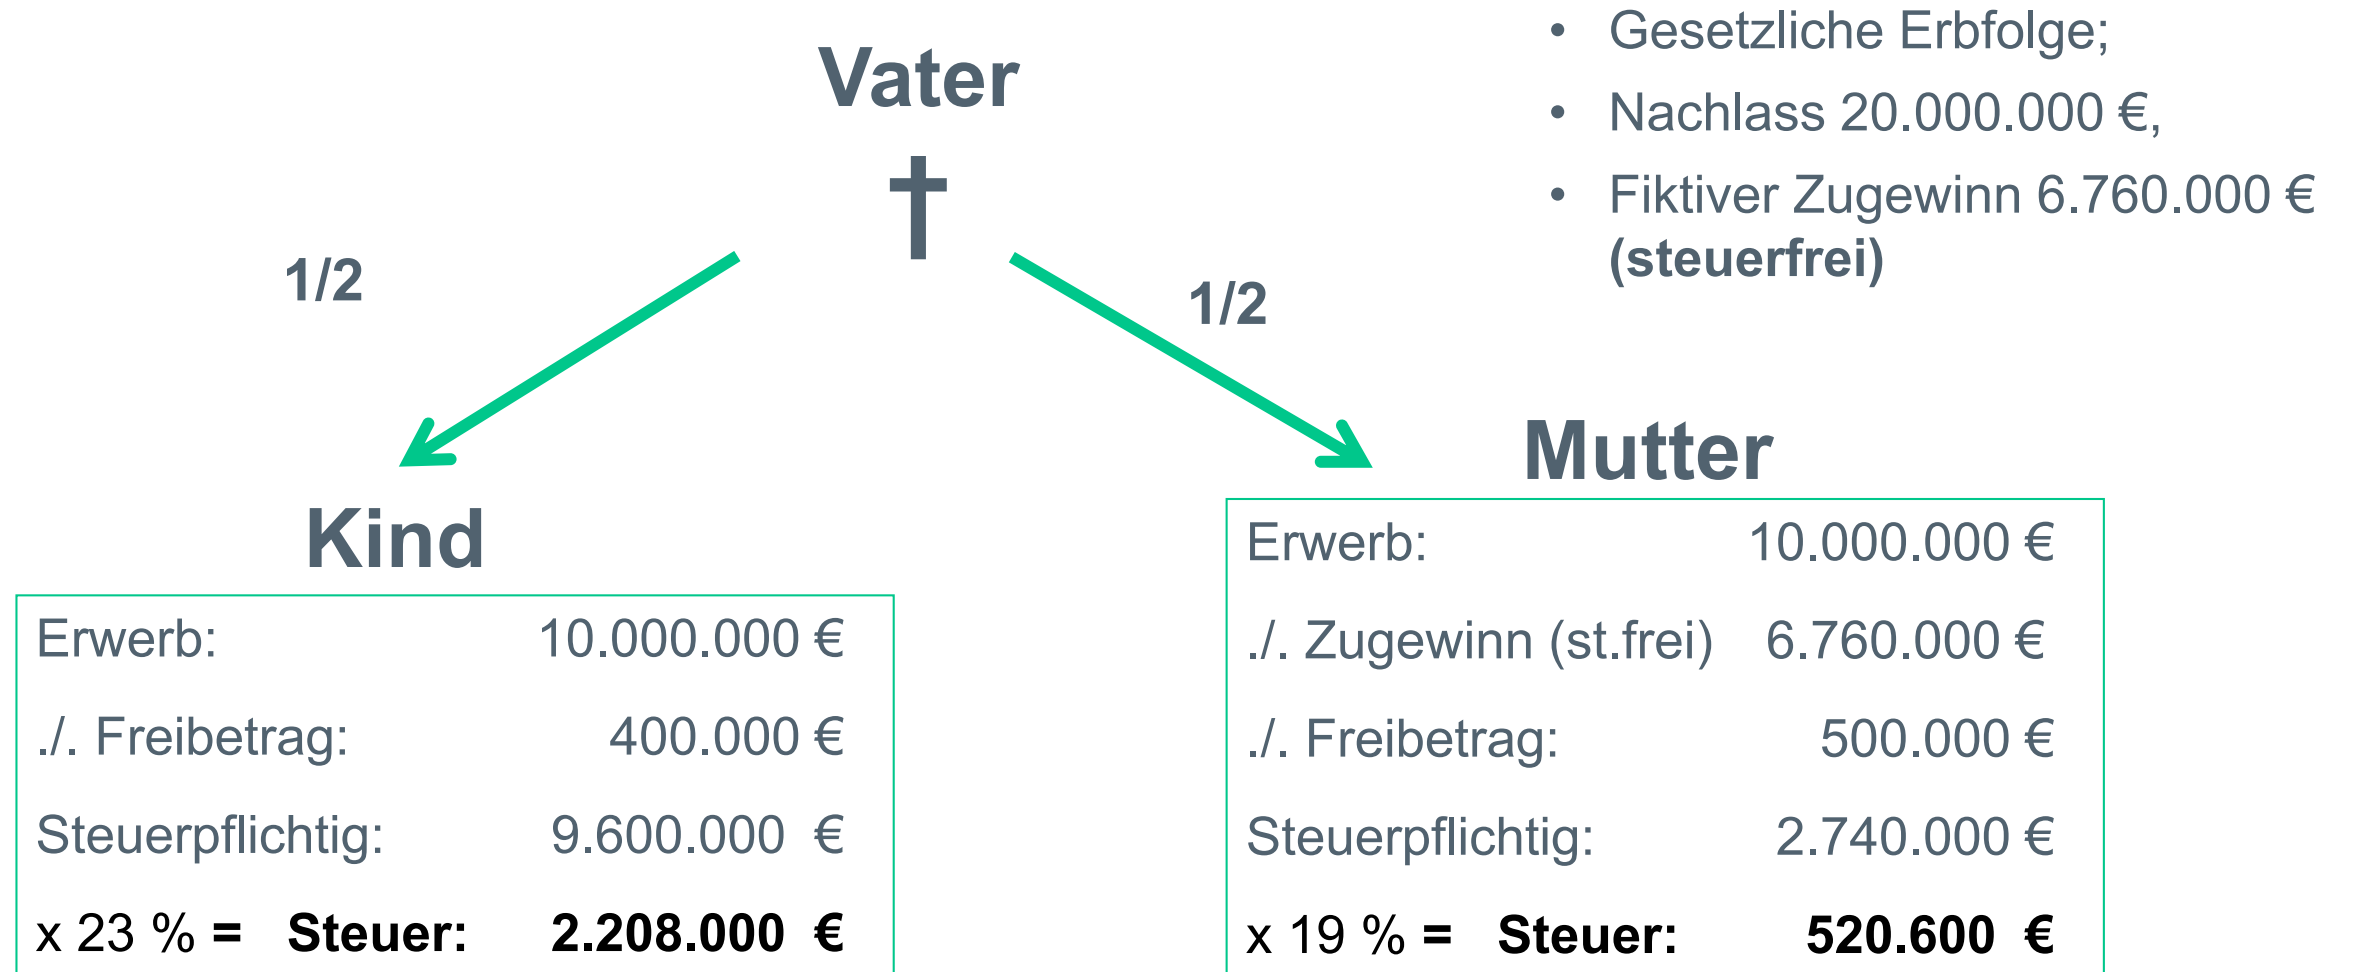 • Gesetzliche Erbfolge;
• Nachlass 20.000.000 €,
• Fiktiver Zugewinn 6.760.000 €
(steuerfrei)
Vater
1/2
1/2
Kind
Erwerb: 10.000.000 €
./. Freibetrag: 400.000 €
Steuerpflichtig: 9.600.000 €
x 23 % = Steuer: 2.208.000 €
Mutter
Erwerb: 10.000.000 €
./. Zugewinn (st.frei) 6.760.000 €
./. Freibetrag: 500.000 €
Steuerpflichtig: 2.740.000 €
x 19 % = Steuer: 520.600 €